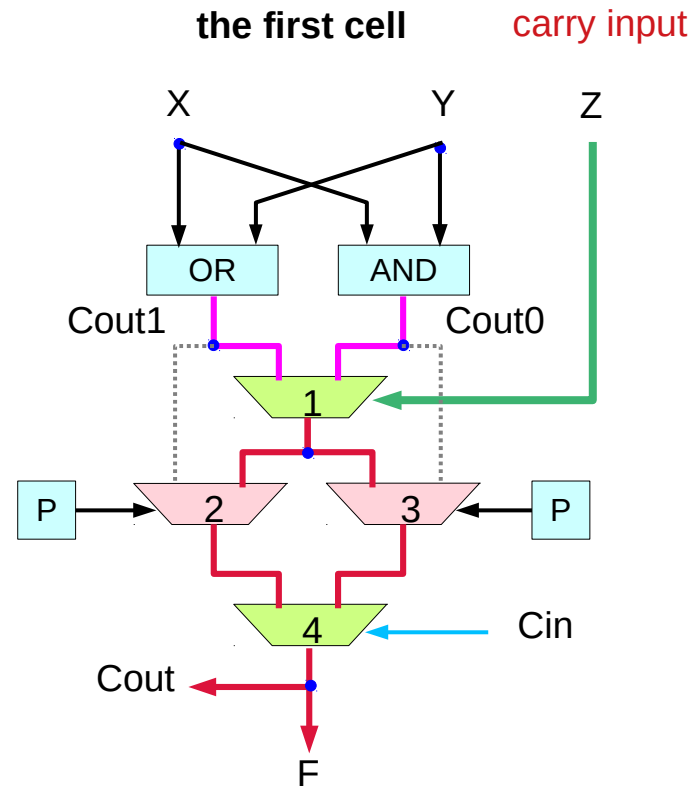 the first cell
carry input
X
Y
Z
OR
AND
Cout1
Cout0
1
P
2
3
P
4
Cin
Cout
F